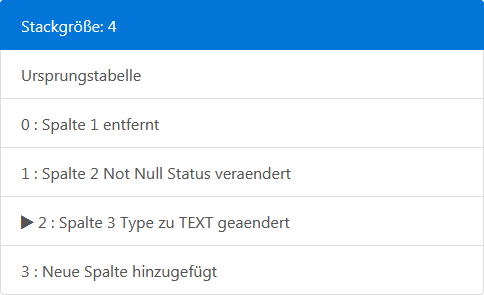 Stackgröße: 4
Ursprungstabelle
0 : Spalte 1 entfernt
1 : Spalte 2 Not Null Status veraendert
2 : Spalte 3 Type zu TEXT geaendert
3 : Neue Spalte hinzugefügt